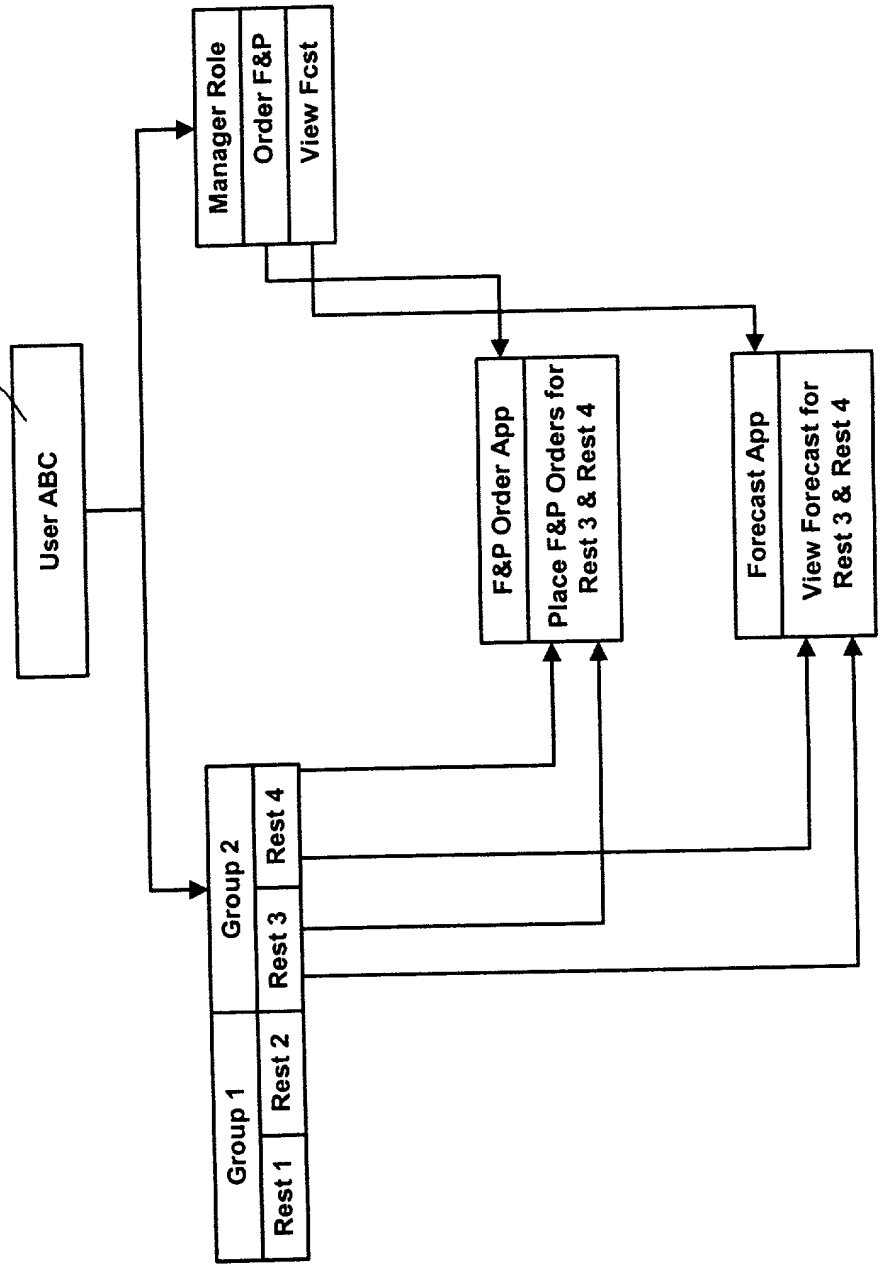 User ABC
Group 1
Group 2
Rest 1
Rest 2
Rest 3
Rest 4
Manager Role
Order F&P
View Fcst
F&P Order App
Place F&P Orders for
Rest 3 & Rest 4
Forecast App
View Forecast for
Rest 3 & Rest 4